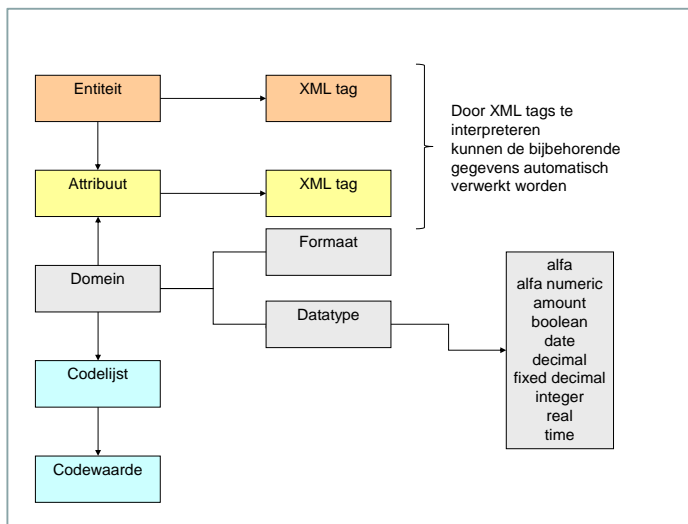 Entiteit
XML tag
Door XML tags te
interpreteren
kunnen de bijbehorende
gegevens automatisch
verwerkt worden
Attribuut
XML tag
Formaat
Domein
Datatype
alfa
alfa numeric
amount
boolean
date
decimal
fixed decimal
integer
real
time
Codelijst
Codewaarde